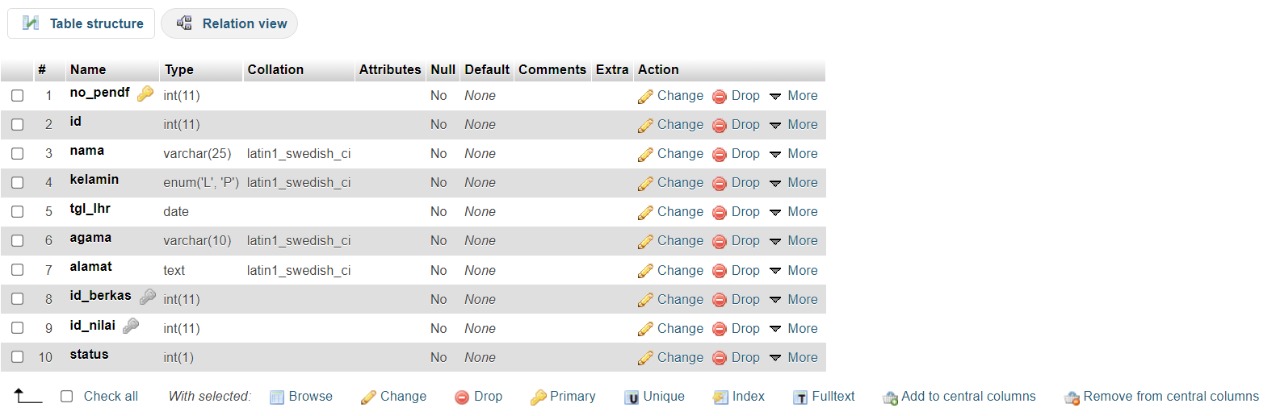 Table structure Relation view
# Name Type Collation Attributes Null Default Comments Extra Action
1 no_pendf int(11) No None Change Drop More
2 id int(11) No None Change Drop More
3 nama varchar(25) latin1_swedish_ci No None Change Drop More
4 kelamin enum('L', 'P') latin1_swedish_ci No None Change Drop More
5 tgl_lhr date No None Change Drop More
6 agama varchar(10) latin1_swedish_ci No None Change Drop More
7 alamat text latin1_swedish_ci No None Change Drop More
8 id_berkas int(11) No None Change Drop More
9 id_nilai int(11) No None Change Drop More
10 status int(1) No None Change Drop More
Check all With selected: Browse Change Drop Primary U Unique Index T Fulltext Add to central columns Remove from central columns